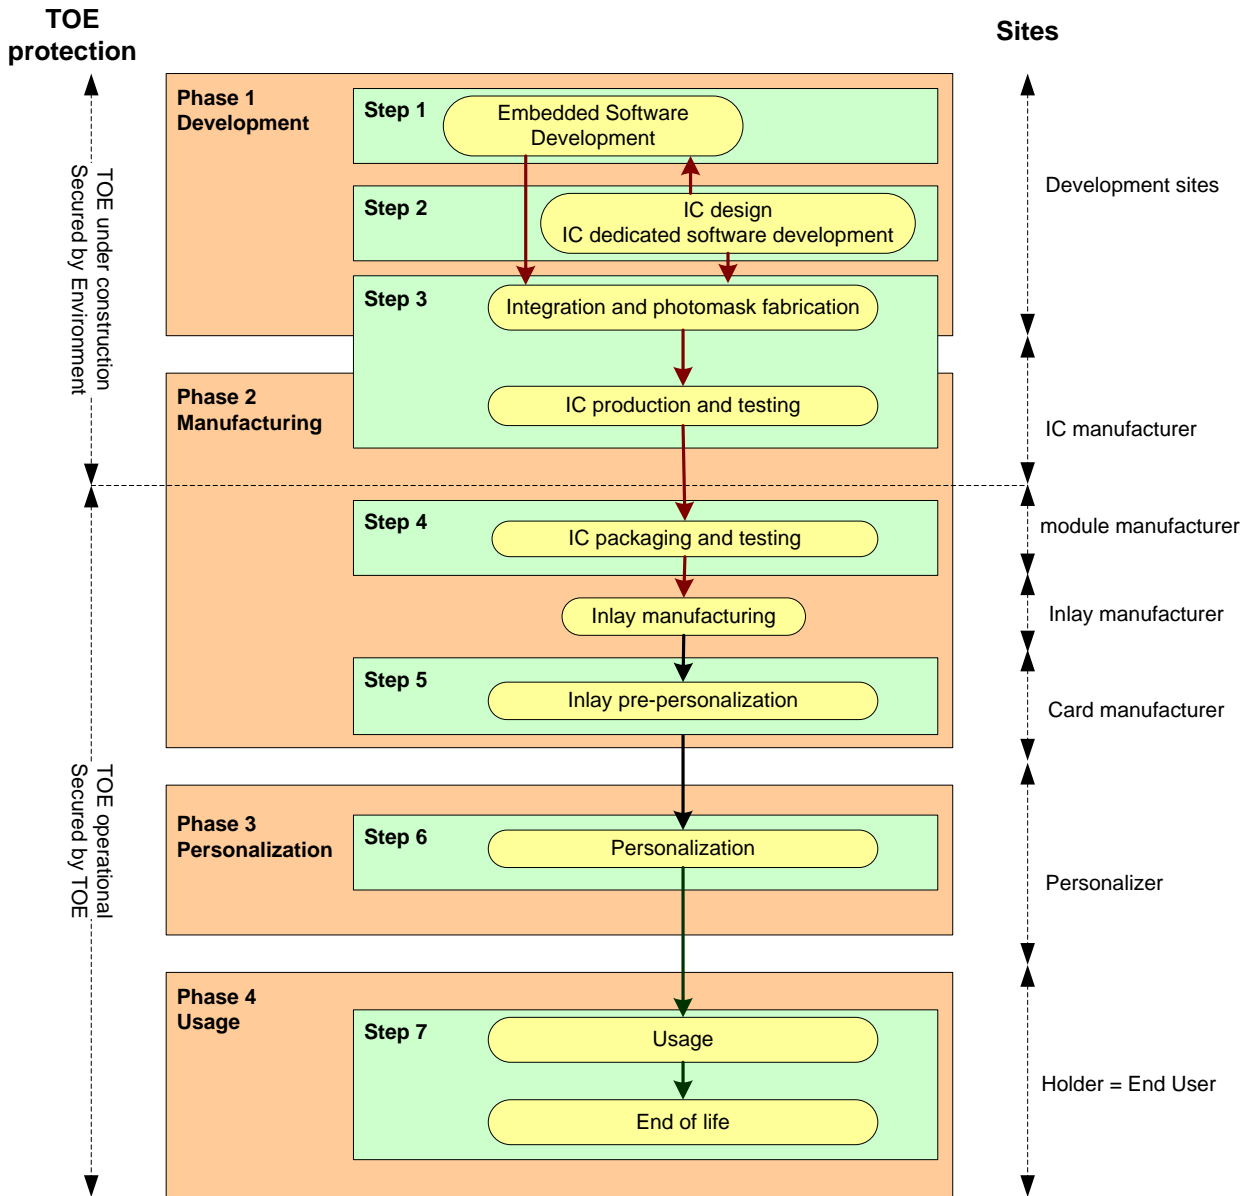 TOE
protection
Sites
Phase 1
Development
Step 1
Embedded Software
Development
Step 2
IC design
IC dedicated software development
Step 3
Integration and photomask fabrication
Development sites
TOE under construction
Secured by Environment
Phase 2
Manufacturing
IC production and testing
IC manufacturer
Step 4
IC packaging and testing
module manufacturer
Inlay manufacturing
Inlay manufacturer
Step 5
Inlay pre-personalization
Card manufacturer
TOE operational
Secured by TOE
Phase 3
Personalization
Step 6
Personalization
Personalizer
Phase 4
Usage
Step 7
Usage
End of life
Holder = End User